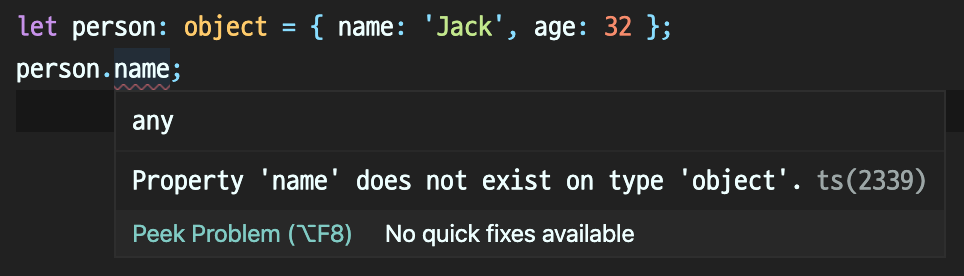 let person: object = { name: 'Jack', age: 32 };
person.name;
any
Property 'name' does not exist on type 'object'. ts(2339)
Peek Problem (⌥F8) No quick fixes available